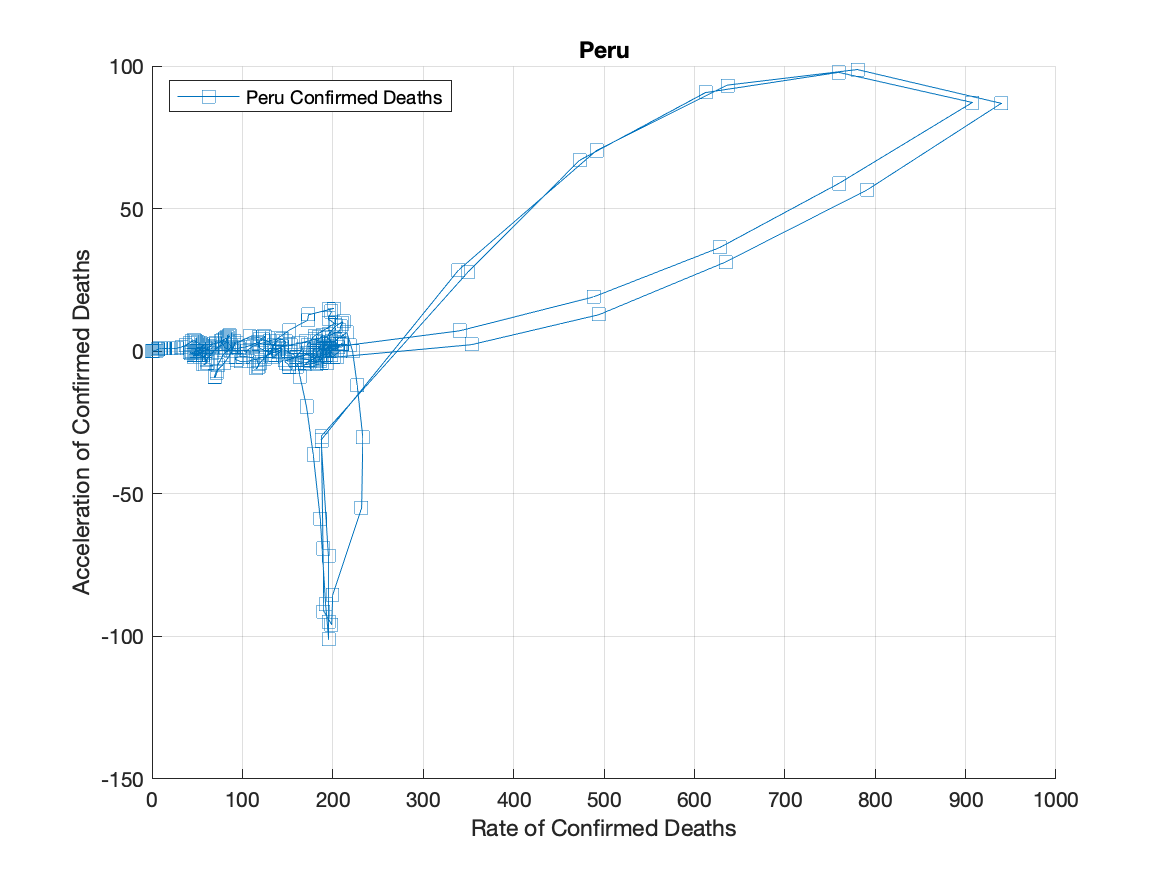 Peru
Peru Confirmed Deaths
100
50
0
-50
-100
-150
Acceleration of Confirmed Deaths
0 100 200 300 400 500 600 700 800 900 1000
Rate of Confirmed Deaths